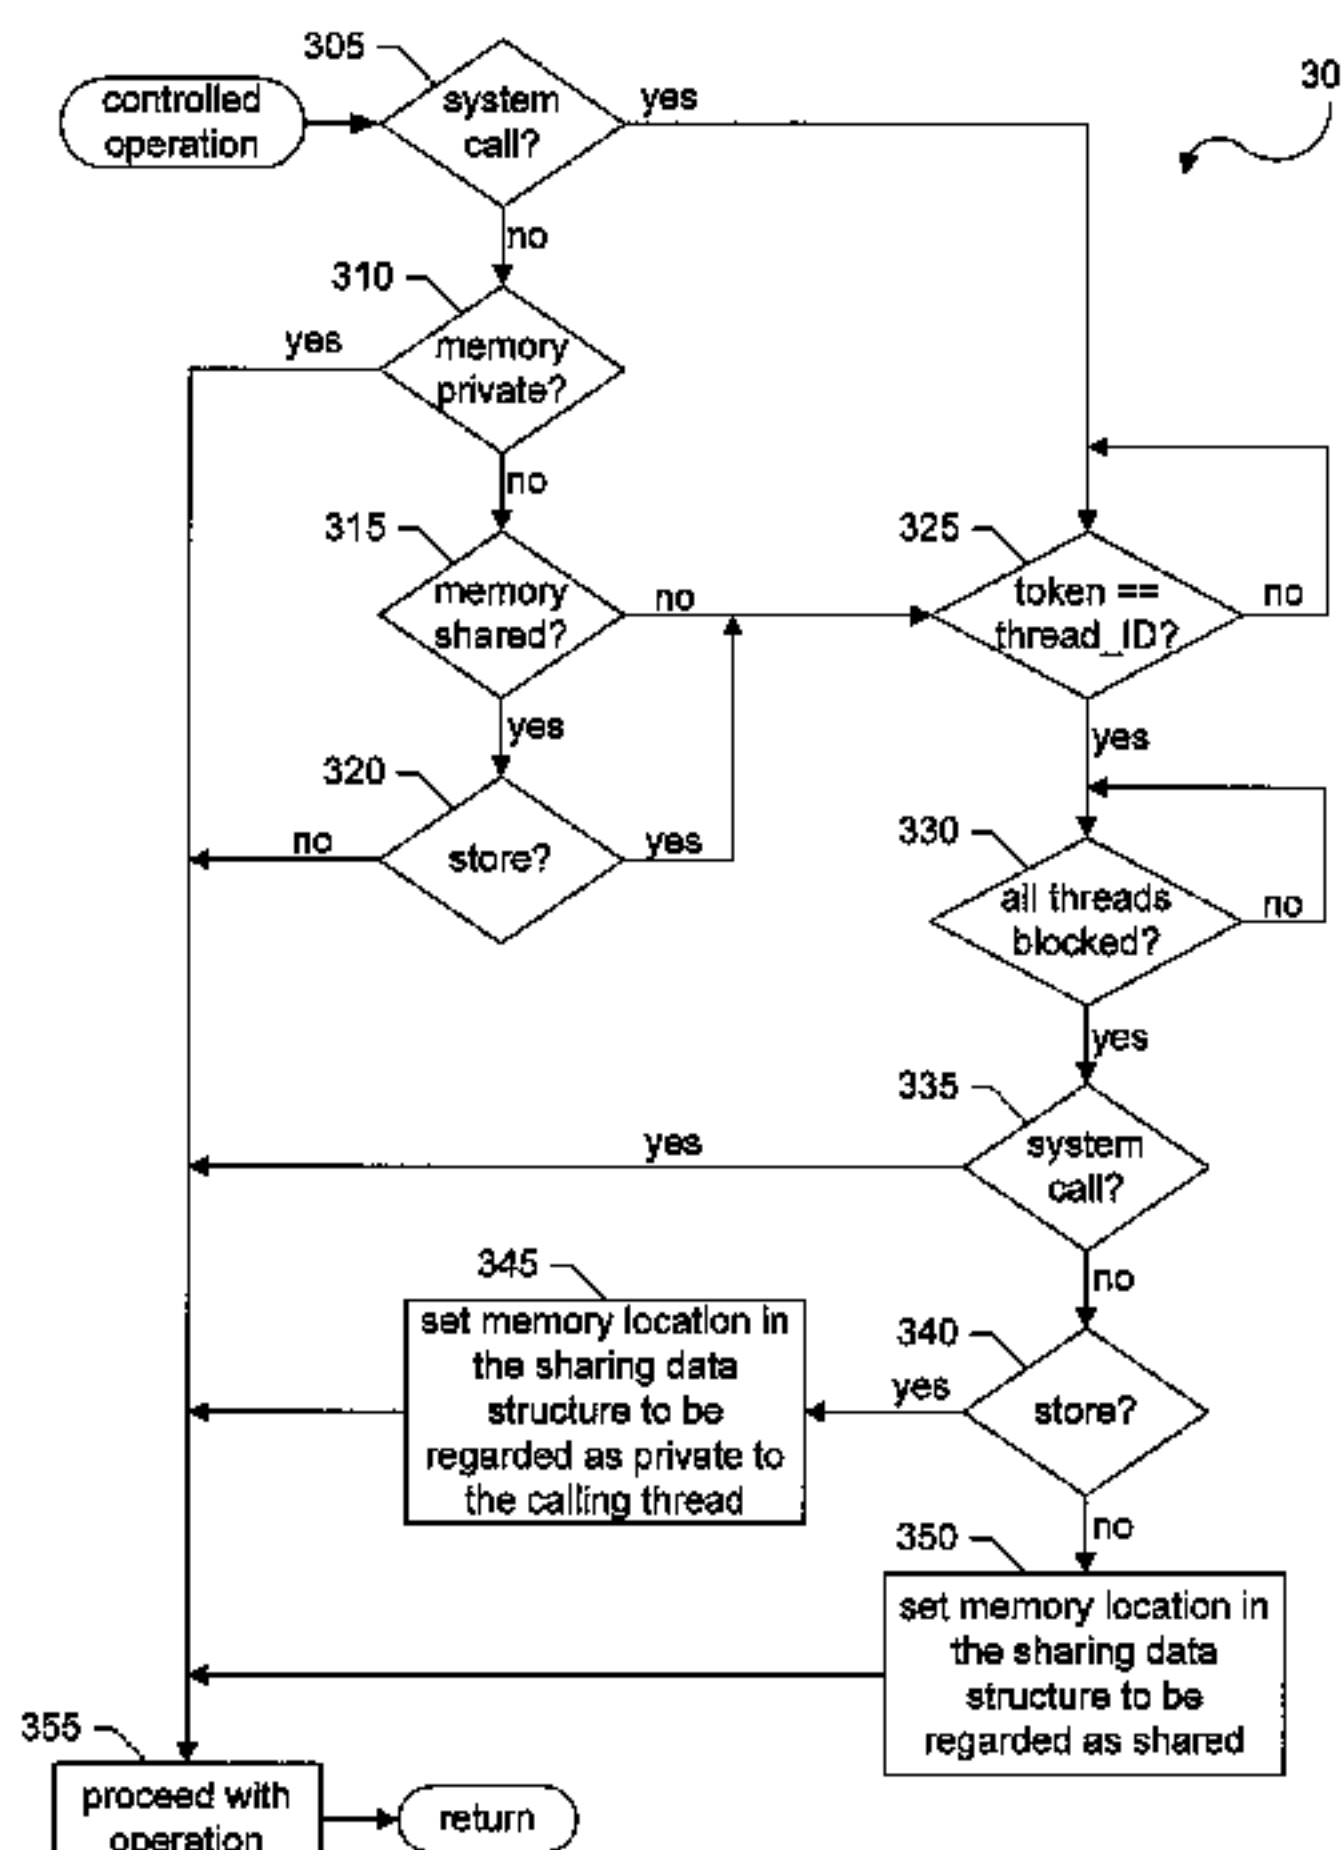 305
controlled
operation
system
call?
yes
30
no
310
yes
memory
private?
no
315
memory
shared?
no
325
token ==
thread_ID?
no
yes
yes
320
no
store?
yes
330
all threads
blocked?
no
yes
335
yes
system
call?
no
345
set memory location in
the sharing data
structure to be
regarded as private to
the calling thread
340
yes
store?
no
350
set memory location in
the sharing data
structure to be
regarded as shared
355
proceed with
operation
return